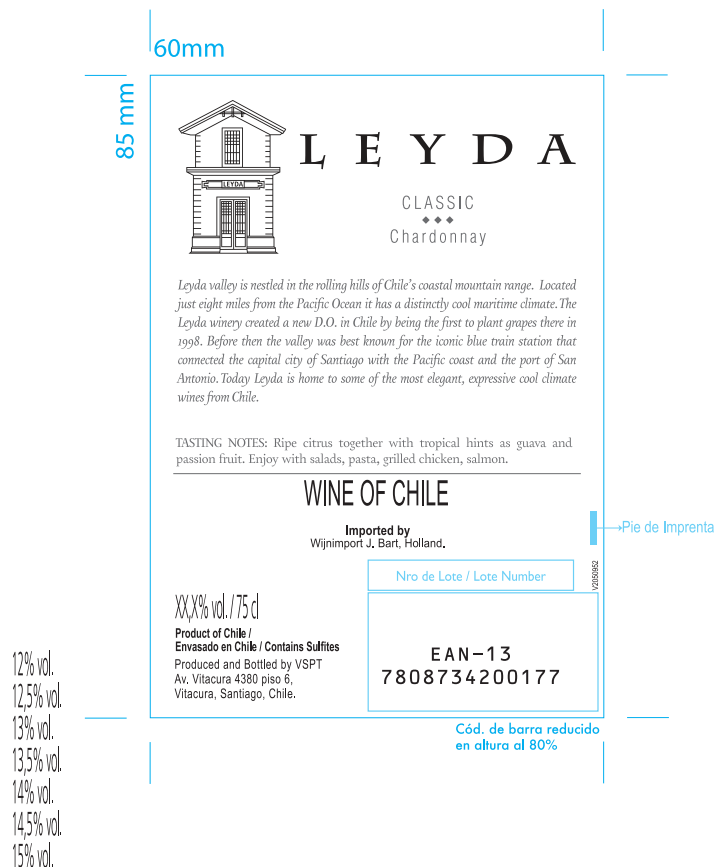 60mm
85 mm
LEYDA
LEYDA
CLASSIC
Chardonnay
Leyda valley is nestled in the rolling hills of Chile's coastal mountain range. Located
just eight miles from the Pacific Ocean it has a distinctly cool maritime climate. The
Leyda winery created a new D.O. in Chile by being the first to plant grapes there in
1998. Before then the valley was best known for the iconic blue train station that
connected the capital city of Santiago with the Pacific coast and the port of San
Antonio. Today Leyda is home to some of the most elegant, expressive cool climate
wines from Chile.
TASTING NOTES: Ripe citrus together with tropical hints as guava and
passion fruit. Enjoy with salads, pasta, grilled chicken, salmon.
WINE OF CHILE
Imported by
Wijnimport J. Bart, Holland.
Pie de Imprenta
Nro de Lote / Lote Number
V2050952
XX,X% vol. / 75 cl
Product of Chile /
Envasado en Chile / Contains Sulfites
Produced and Bottled by VSPT
Av. Vitacura 4380 piso 6,
Vitacura, Santiago, Chile.
EAN-13
7808734200177
Cód. de barra reducido
en altura al 80%
12% vol.
12,5% vol.
13% vol.
13,5% vol.
14% vol.
14,5% vol.
15% vol.